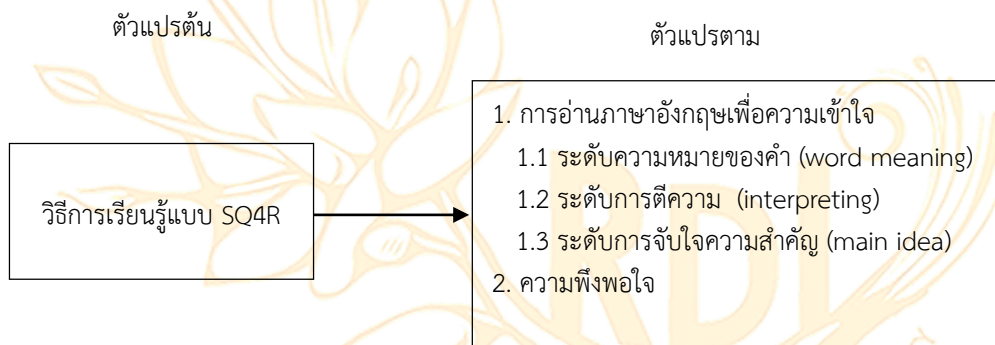 ตัวแปรต้น
ตัวแปรตาม
วิธีการเรียนรู้แบบ SQ4R
1. การอ่านภาษาอังกฤษเพื่อความเข้าใจ
1.1 ระดับความหมายของคำ (word meaning)
1.2 ระดับการตีความ (interpreting)
1.3 ระดับการจับใจความสำคัญ (main idea)
2. ความพึงพอใจ
RDI